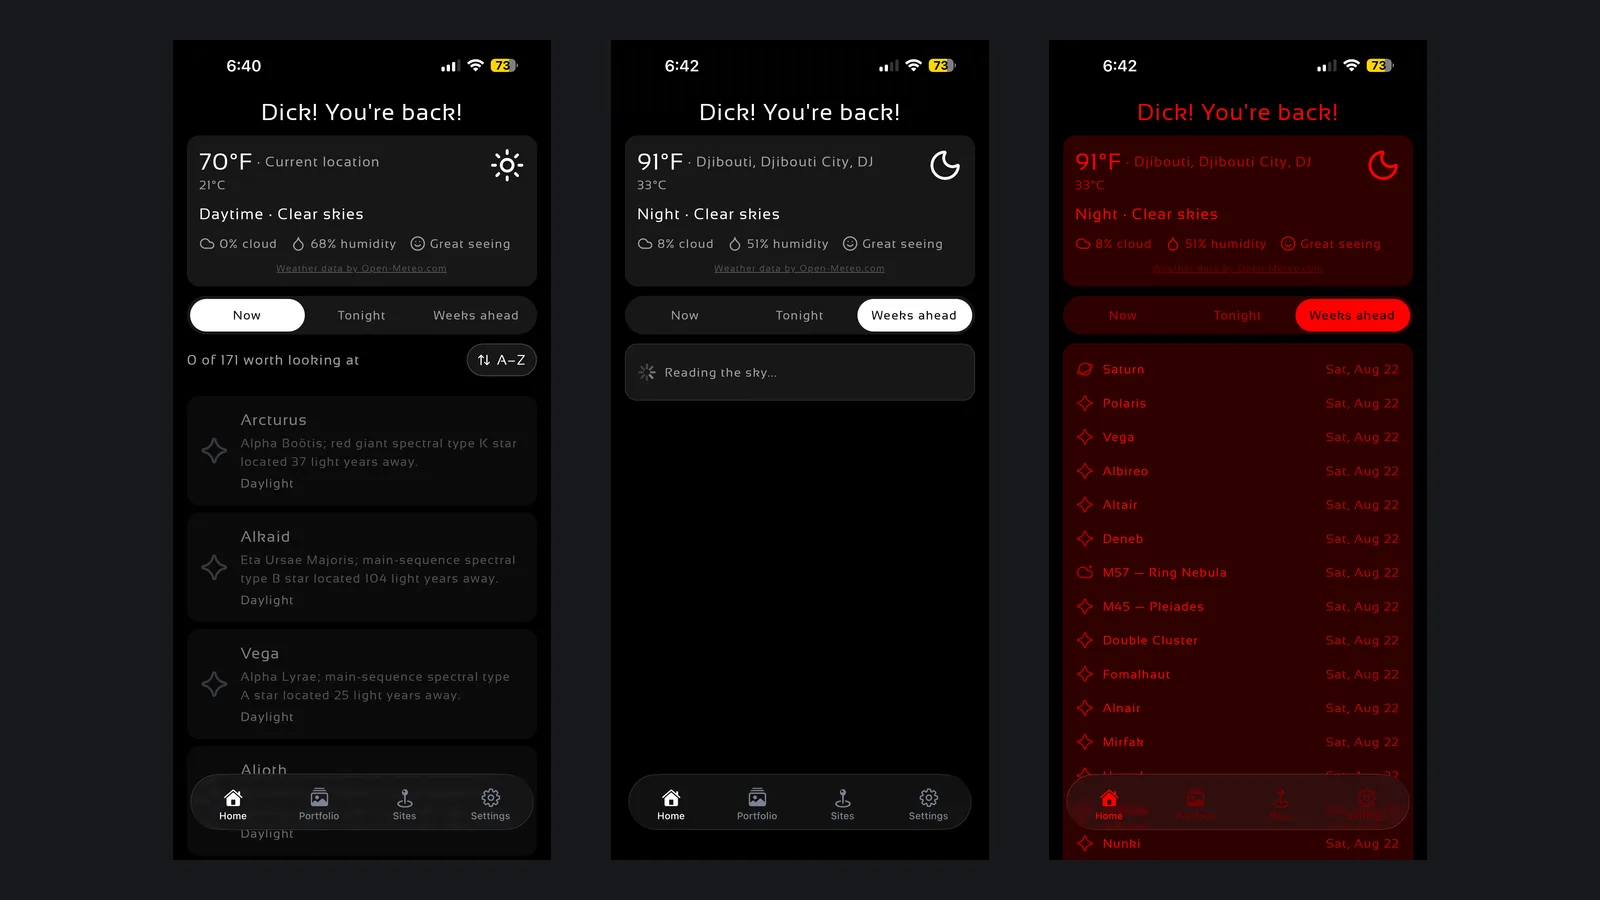 6:40
73
Dick! You're back!
70°F · Current location
21°C
Daytime · Clear skies
0% cloud 68% humidity Great seeing
Weather data by Open-Meteo.com
Now Tonight Weeks ahead
0 of 171 worth looking at
A–Z
Arcturus
Alpha Boötis; red giant spectral type K star
located 37 light years away.
Daylight
Alkaid
Eta Ursae Majoris; main-sequence spectral
type B star located 104 light years away.
Daylight
Vega
Alpha Lyrae; main-sequence spectral type
A star located 25 light years away.
Daylight
Alioth
Home Portfolio Sites Settings
Daylight
6:42
73
Dick! You're back!
91°F · Djibouti, Djibouti City, DJ
33°C
Night · Clear skies
8% cloud 51% humidity Great seeing
Weather data by Open-Meteo.com
Now Tonight Weeks ahead
Reading the sky...
Home Portfolio Sites Settings
6:42
73
Dick! You're back!
91°F · Djibouti, Djibouti City, DJ
33°C
Night · Clear skies
8% cloud 51% humidity Great seeing
Weather data by Open-Meteo.com
Now Tonight Weeks ahead
Saturn Sat, Aug 22
Polaris Sat, Aug 22
Vega Sat, Aug 22
Albireo Sat, Aug 22
Altair Sat, Aug 22
Deneb Sat, Aug 22
M57 — Ring Nebula Sat, Aug 22
M45 — Pleiades Sat, Aug 22
Double Cluster Sat, Aug 22
Fomalhaut Sat, Aug 22
Alnair Sat, Aug 22
Mirfak Sat, Aug 22
Home
Nunki Sat, Aug 22